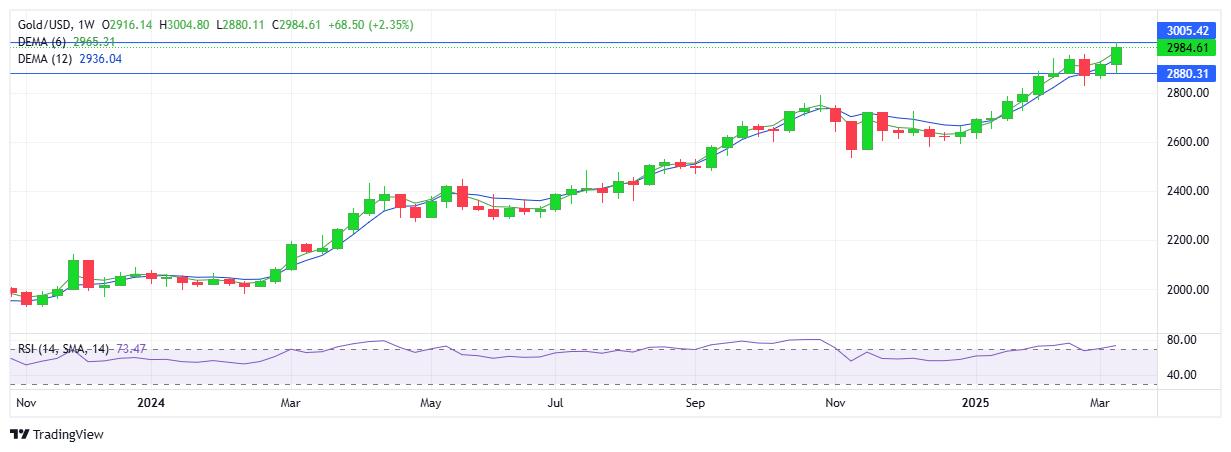 Gold/USD, 1W O2916.14 H3004.80 L2880.11 C2984.61 +68.50 (+2.35%)
DEMA (6) 2965.31
DEMA (12) 2936.04
3005.42
2984.61
2880.31
2800.00
2600.00
2400.00
2200.00
2000.00
RSI (14, SMA, 14) 73.47
80.00
40.00
Nov 2024 Mar May Jul Sep Nov 2025 Mar
TradingView